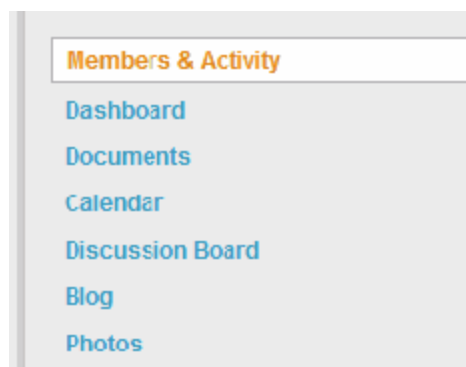 Members & Activity
Dashboard
Documents
Calendar
Discussion Board
Blog
Photos